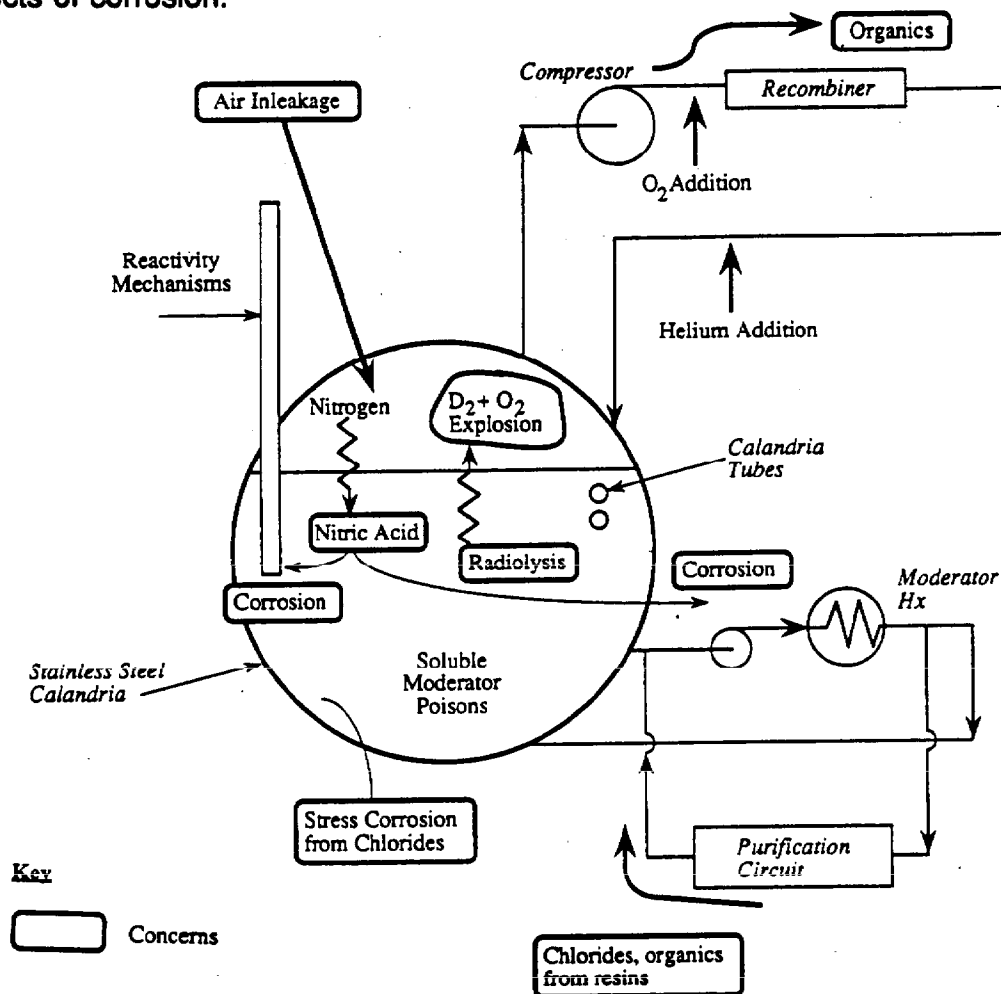 of corrosion.
Organics
Compressor
Recombiner
Air Inleakage
O₂ Addition
Reactivity
Mechanisms
Helium Addition
Nitrogen
D₂ + O₂
Explosion
Calandria
Tubes
Nitric Acid
Radiolysis
Corrosion
Moderator
Hx
Corrosion
Stainless Steel
Calandria
Soluble
Moderator
Poisons
Stress Corrosion
from Chlorides
Purification
Circuit
Key
Concerns
Chlorides, organics
from resins